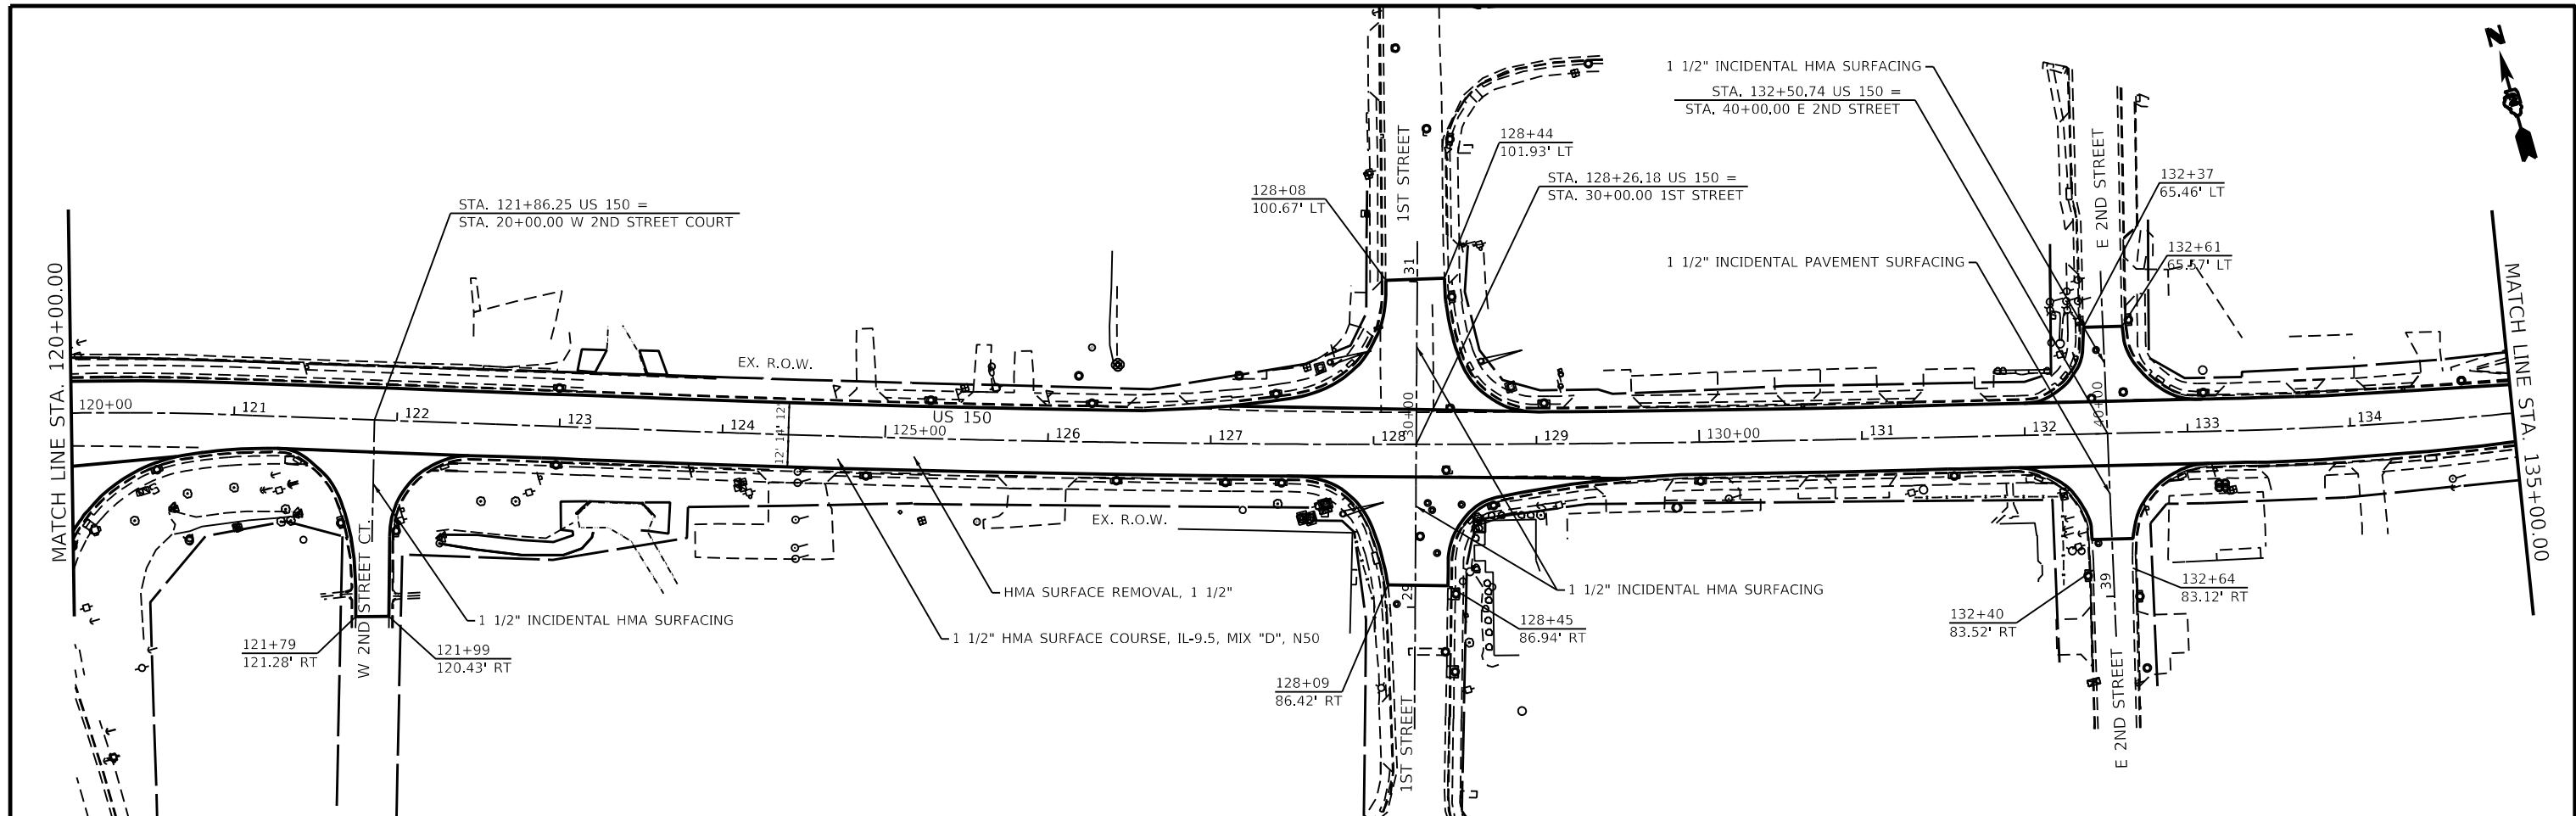 N
1 1/2" INCIDENTAL HMA SURFACING
STA. 132+50.74 US 150 =
STA. 40+00.00 E 2ND STREET
1ST STREET
128+44
101.93' LT
128+08
100.67' LT
STA. 128+26.18 US 150 =
STA. 30+00.00 1ST STREET
E 2ND STREET
132+37
65.46' LT
132+61
65.57' LT
STA. 121+86.25 US 150 =
STA. 20+00.00 W 2ND STREET COURT
1 1/2" INCIDENTAL PAVEMENT SURFACING
MATCH LINE STA. 120+00.00
MATCH LINE STA. 135+00.00
31
EX. R.O.W.
120+00
121
122
123
124
12' 14' 12'
125+00
US 150
126
127
128
30+00
129
130+00
131
132
40+00
133
134
EX. R.O.W.
W 2ND STREET CT
29
39
HMA SURFACE REMOVAL, 1 1/2"
1 1/2" INCIDENTAL HMA SURFACING
1 1/2" INCIDENTAL HMA SURFACING
1 1/2" HMA SURFACE COURSE, IL-9.5, MIX "D", N50
121+79
121.28' RT
121+99
120.43' RT
128+45
86.94' RT
128+09
86.42' RT
132+40
83.52' RT
132+64
83.12' RT
1ST STREET
E 2ND STREET